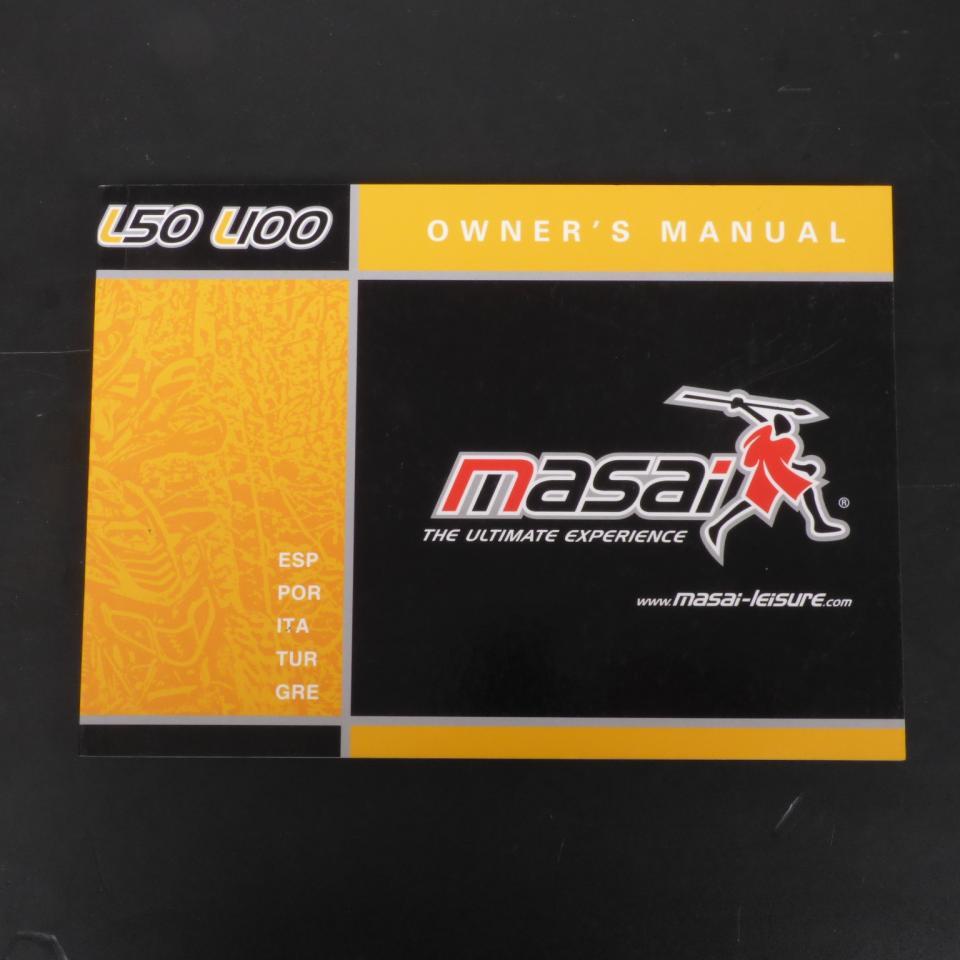 L50 L100
OWNER'S MANUAL
masai
®
THE ULTIMATE EXPERIENCE
www.masai-leisure.com
ESP
POR
ITA
TUR
GRE